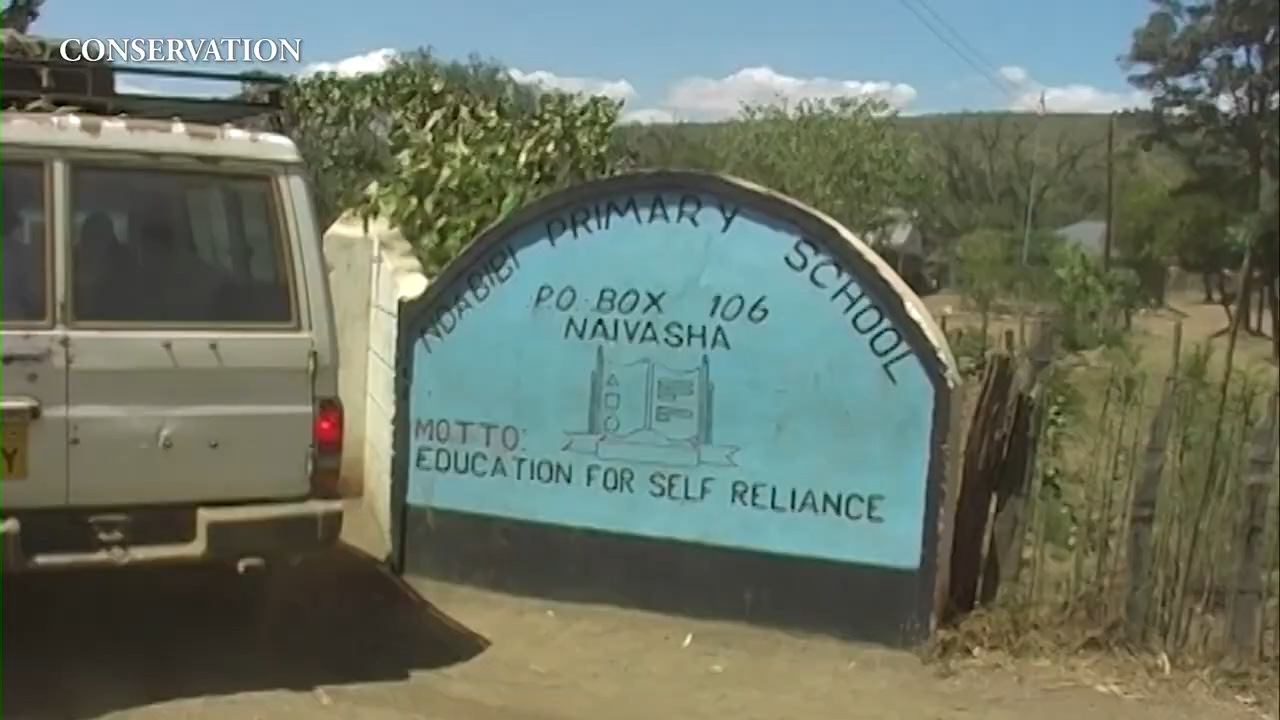 CONSERVATION
NDABIBI PRIMARY SCHOOL
P.O. BOX 106
NAIVASHA
MOTTO:
EDUCATION FOR SELF RELIANCE
Y